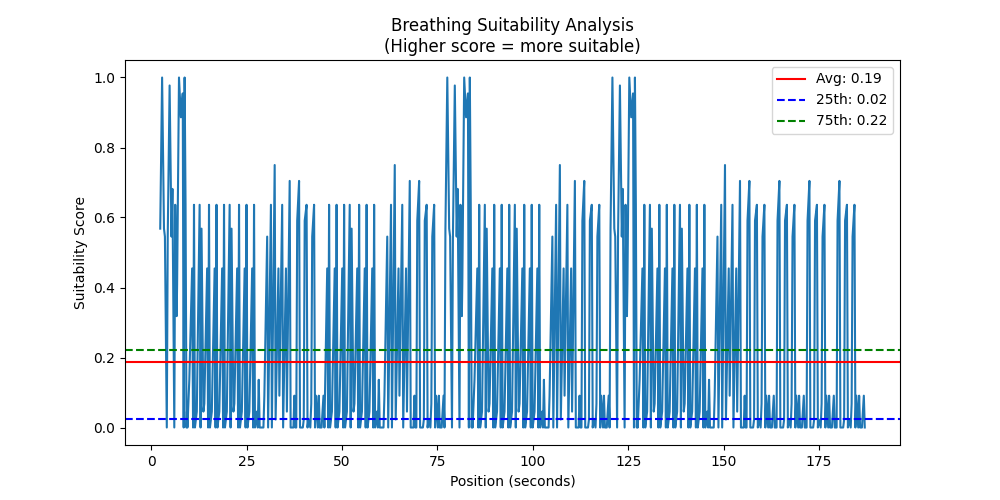 Breathing Suitability Analysis
(Higher score = more suitable)
Avg: 0.19
25th: 0.02
75th: 0.22
Suitability Score
1.0
0.8
0.6
0.4
0.2
0.0
0 25 50 75 100 125 150 175
Position (seconds)